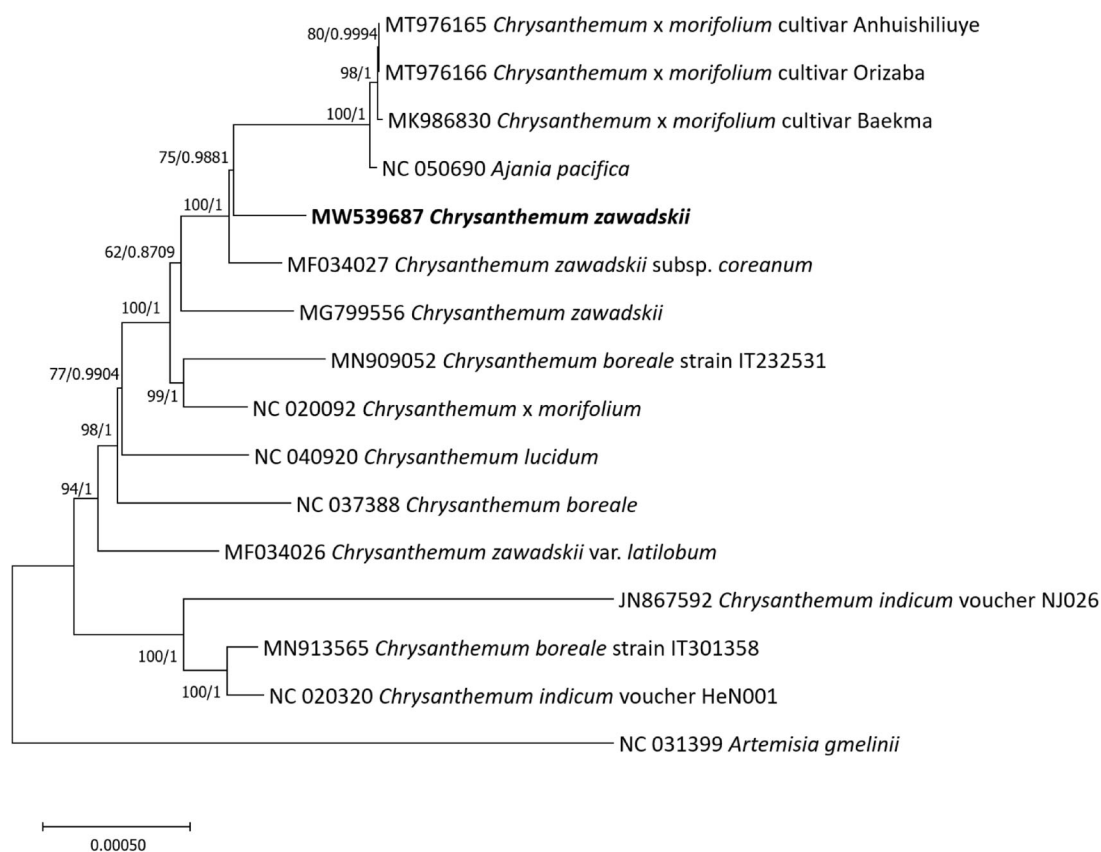 MT976165 Chrysanthemum x morifolium cultivar Anhuishiliuye
80/0.9994
98/1
MT976166 Chrysanthemum x morifolium cultivar Orizaba
100/1
MK986830 Chrysanthemum x morifolium cultivar Baekma
75/0.9881
NC 050690 Ajania pacifica
100/1
MW539687 Chrysanthemum zawadskii
62/0.8709
MF034027 Chrysanthemum zawadskii subsp. coreanum
100/1
MG799556 Chrysanthemum zawadskii
77/0.9904
MN909052 Chrysanthemum boreale strain IT232531
99/1
NC 020092 Chrysanthemum x morifolium
98/1
NC 040920 Chrysanthemum lucidum
94/1
NC 037388 Chrysanthemum boreale
MF034026 Chrysanthemum zawadskii var. latilobum
JN867592 Chrysanthemum indicum voucher NJ026
100/1
MN913565 Chrysanthemum boreale strain IT301358
100/1
NC 020320 Chrysanthemum indicum voucher HeN001
NC 031399 Artemisia gmelinii
0.00050